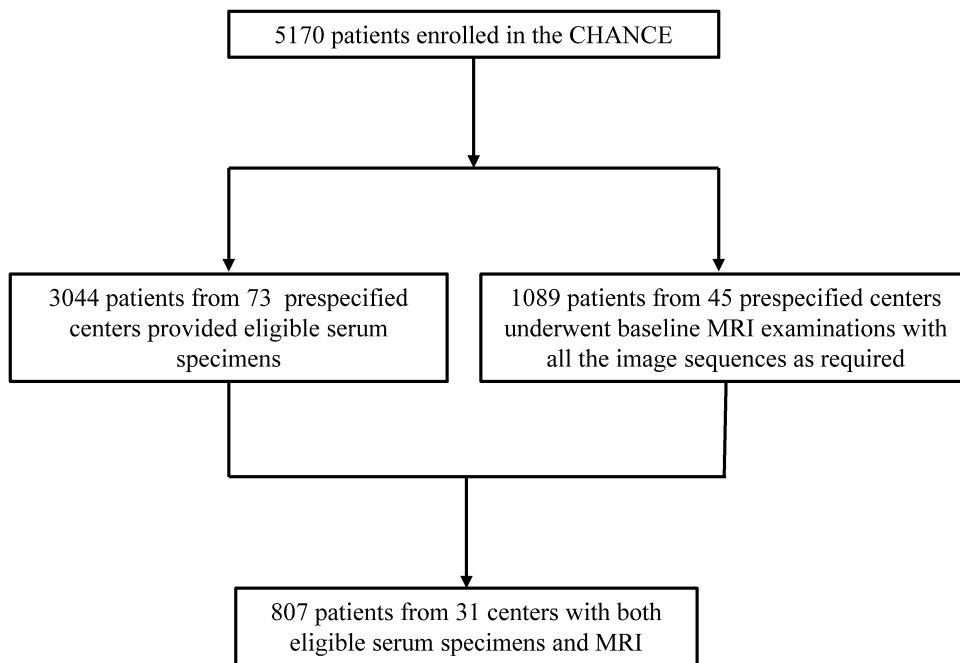 5170 patients enrolled in the CHANCE
3044 patients from 73 prespecified
centers provided eligible serum
specimens
1089 patients from 45 prespecified centers
underwent baseline MRI examinations with
all the image sequences as required
807 patients from 31 centers with both
eligible serum specimens and MRI